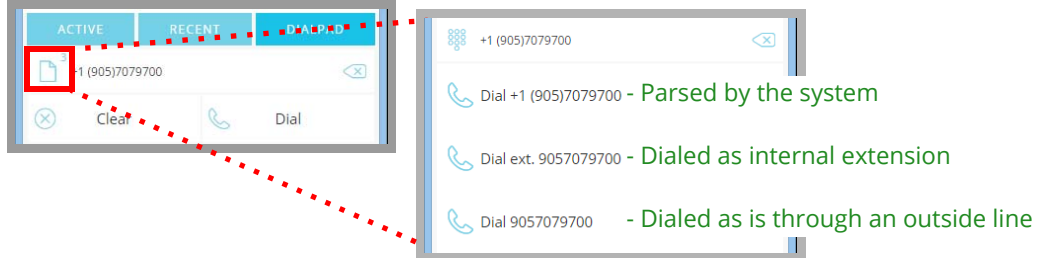 ACTIVE RECENT DIALPAD
3
+1 (905)7079700
Clear Dial
+1 (905)7079700
Dial +1 (905)7079700 - Parsed by the system
Dial ext. 9057079700 - Dialed as internal extension
Dial 9057079700 - Dialed as is through an outside line